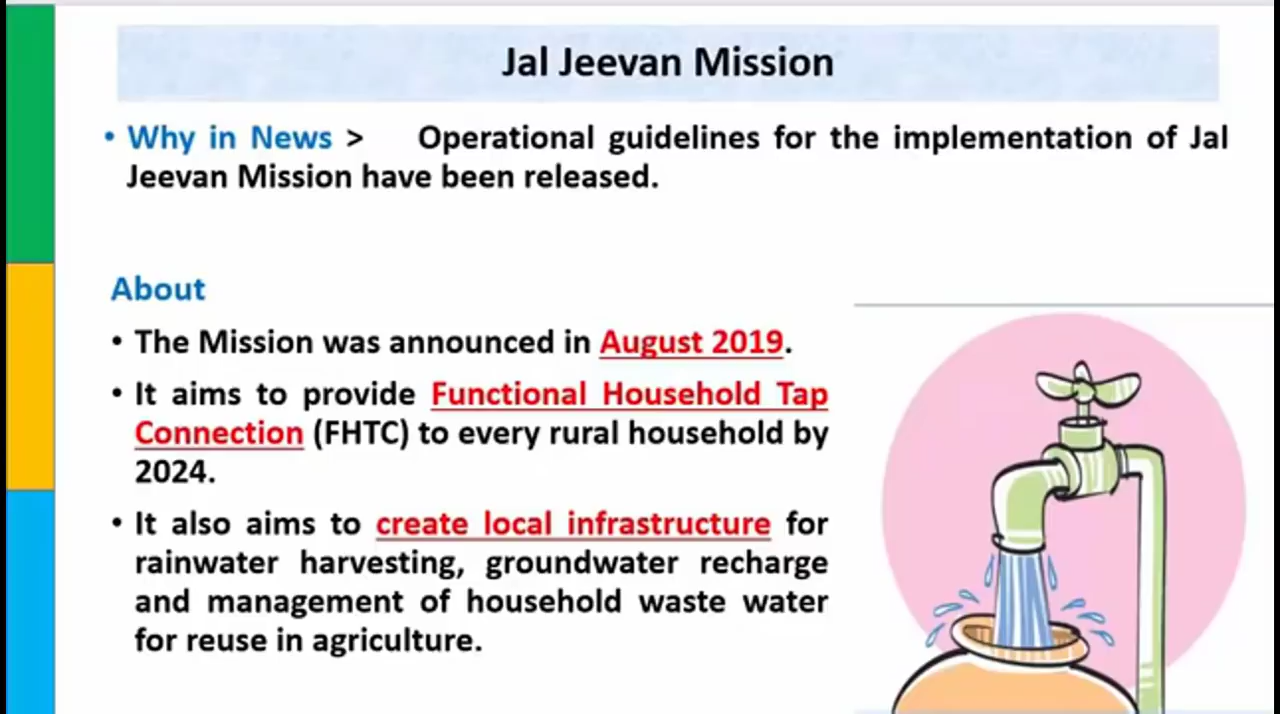 Jal Jeevan Mission
• Why in News > Operational guidelines for the implementation of Jal
Jeevan Mission have been released.
About
• The Mission was announced in August 2019.
• It aims to provide Functional Household Tap
Connection (FHTC) to every rural household by
2024.
• It also aims to create local infrastructure for
rainwater harvesting, groundwater recharge
and management of household waste water
for reuse in agriculture.